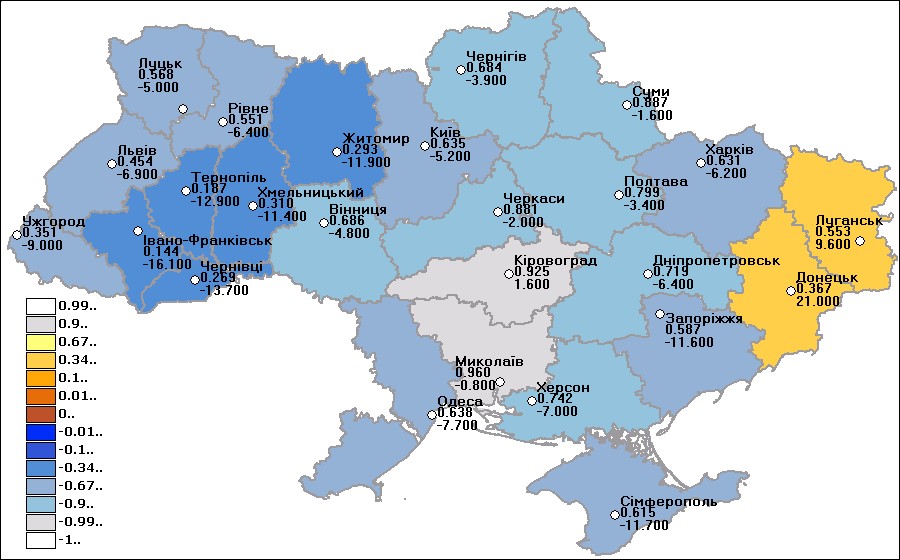 Луцьк
0.568
-5.000
Рівне
0.551
-6.400
Львів
0.454
-6.900
Ужгород
0.351
-9.000
Тернопіль
0.187
-12.900
Хмельницький
0.310
-11.400
Івано-Франківськ
0.144
-16.100
Чернівці
0.269
-13.700
Житомир
0.293
-11.900
Вінниця
0.686
-4.800
Київ
0.635
-5.200
Чернігів
0.684
-3.900
Суми
0.887
-1.600
Харків
0.631
-6.200
Полтава
0.799
-3.400
Черкаси
0.881
-2.000
Кіровоград
0.925
1.600
Дніпропетровськ
0.719
-6.400
Луганськ
0.553
9.600
Донецьк
0.367
21.000
Запоріжжя
0.587
-11.600
Миколаїв
0.960
-0.800
Херсон
0.742
-7.000
Одеса
0.638
-7.700
Сімферополь
0.615
-11.700
0.99..
0.9..
0.67..
0.34..
0.1..
0.01..
0..
-0.01..
-0.1..
-0.34..
-0.67..
-0.9..
-0.99..
-1..